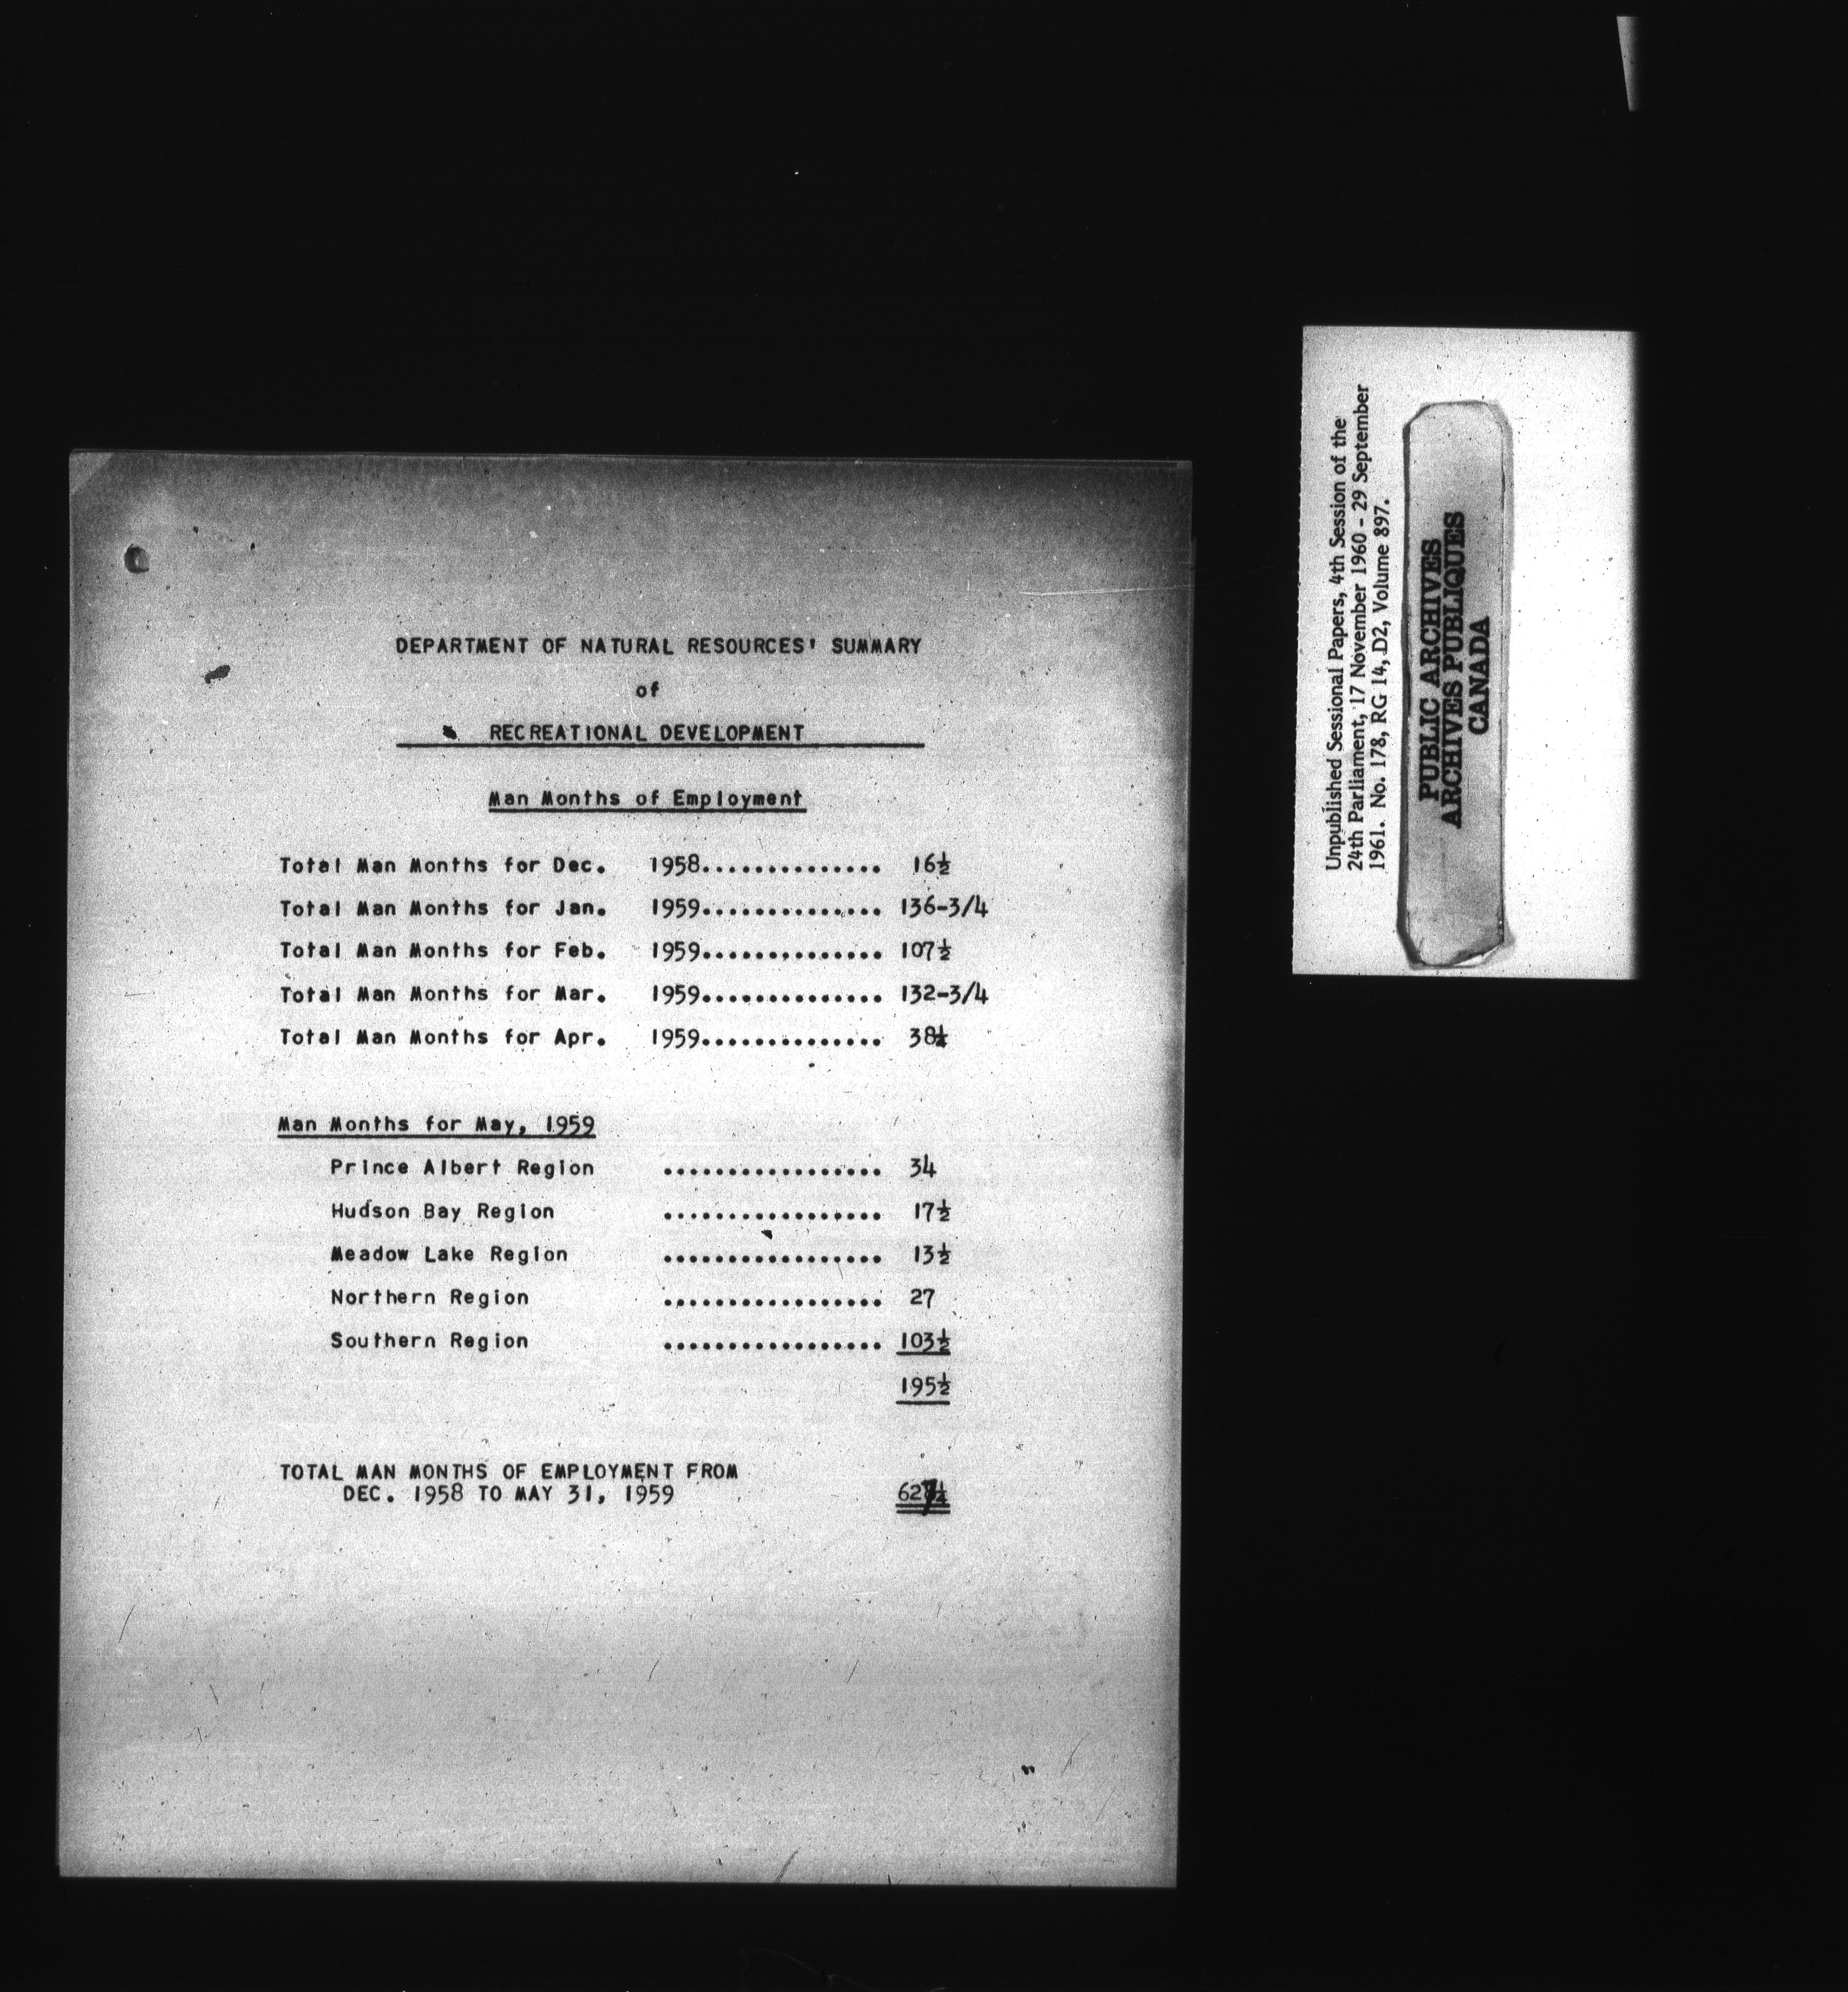 DEPARTMENT OF NATURAL RESOURCES' SUMMARY
of
RECREATIONAL DEVELOPMENT
Man Months of Employment
Total Man Months for Dec. 1958.............. 16½
Total Man Months for Jan. 1959.............. 136-3/4
Total Man Months for Feb. 1959.............. 107½
Total Man Months for Mar. 1959.............. 132-3/4
Total Man Months for Apr. 1959.............. 38¼
Man Months for May, 1959
Prince Albert Region ................. 34
Hudson Bay Region ................. 17½
Meadow Lake Region ................. 13½
Northern Region ................. 27
Southern Region ................. 103½
195½
TOTAL MAN MONTHS OF EMPLOYMENT FROM
DEC. 1958 TO MAY 31, 1959 627¼
Unpublished Sessional Papers, 4th Session of the
24th Parliament, 17 November 1960 - 29 September
1961. No. 178, RG 14, D2, Volume 897.
PUBLIC ARCHIVES
ARCHIVES PUBLIQUES
CANADA